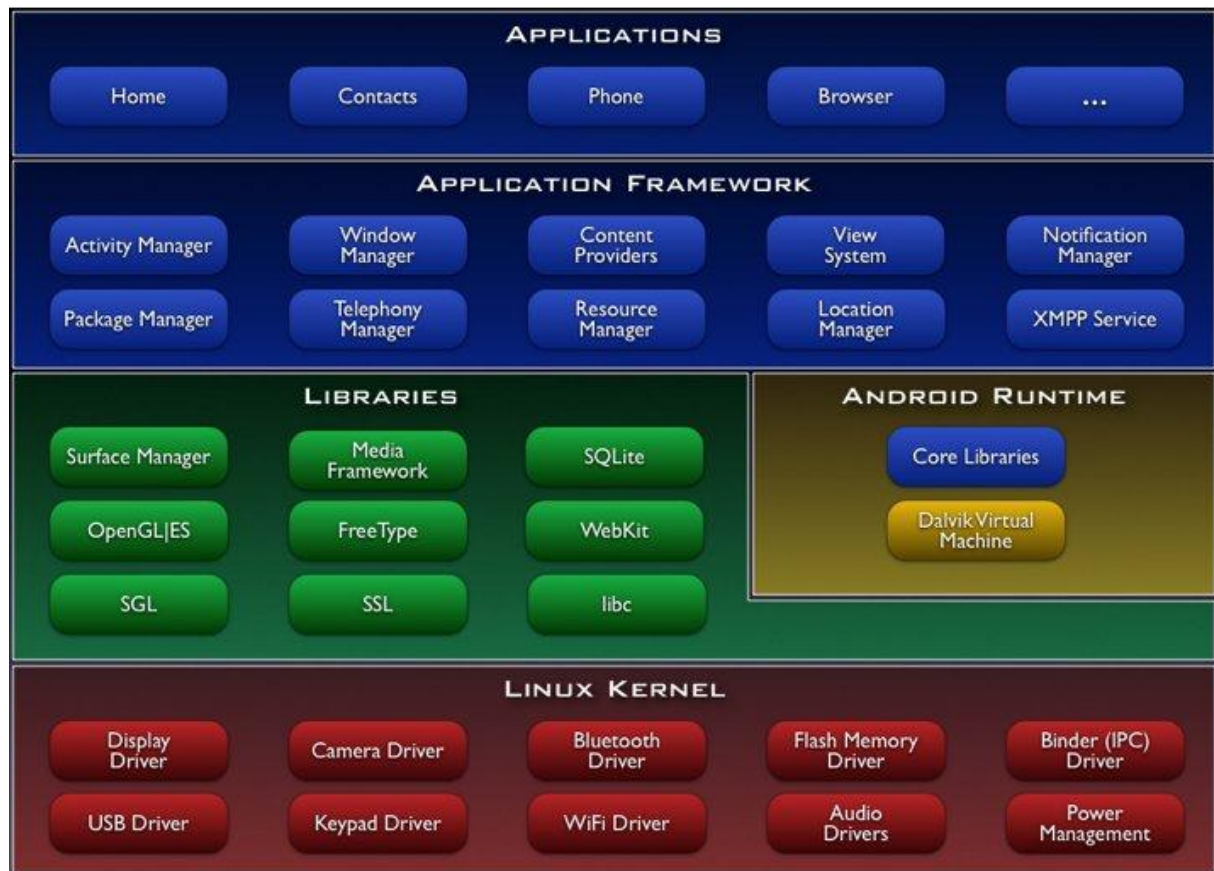 APPLICATIONS
Home
Contacts
Phone
Browser
...
APPLICATION FRAMEWORK
Activity Manager
Window
Manager
Content
Providers
View
System
Notification
Manager
Package Manager
Telephony
Manager
Resource
Manager
Location
Manager
XMPP Service
LIBRARIES
Surface Manager
Media
Framework
SQLite
OpenGL|ES
FreeType
WebKit
SGL
SSL
libc
ANDROID RUNTIME
Core Libraries
Dalvik Virtual
Machine
LINUX KERNEL
Display
Driver
Camera Driver
Bluetooth
Driver
Flash Memory
Driver
Binder (IPC)
Driver
USB Driver
Keypad Driver
WiFi Driver
Audio
Drivers
Power
Management